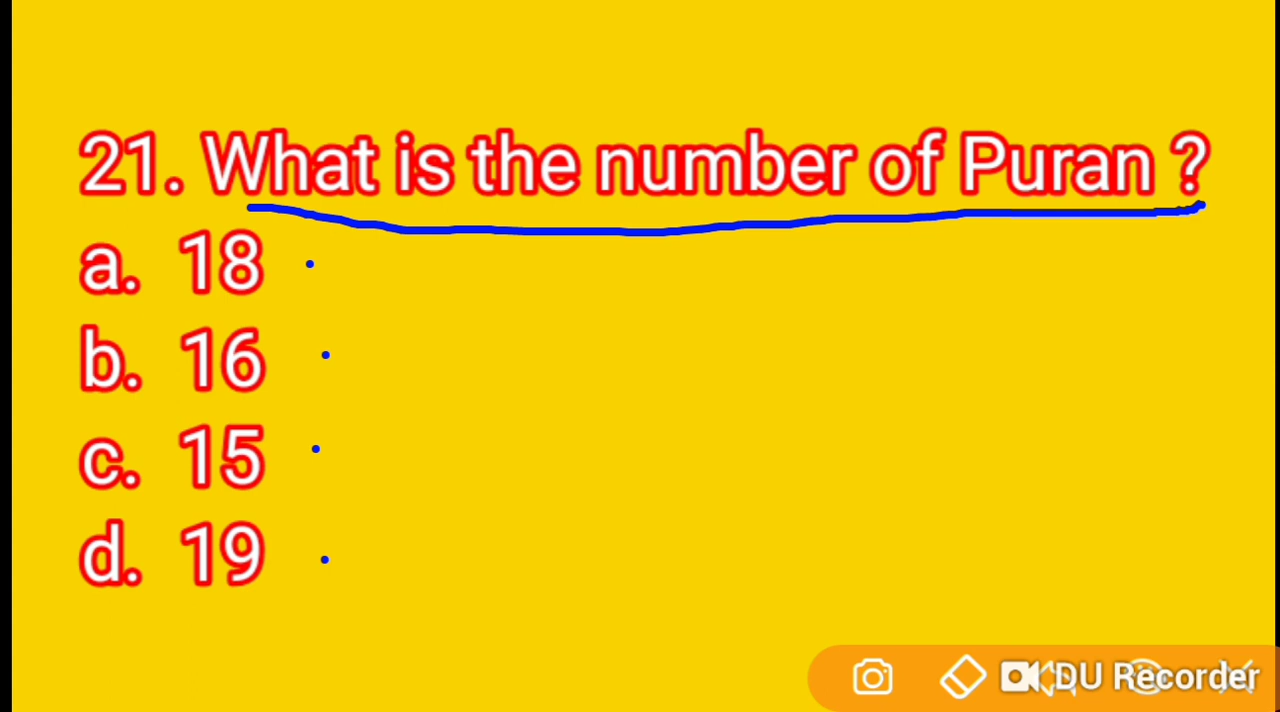 21. What is the number of Puran ?
a. 18
b. 16
c. 15
d. 19
DU Recorder